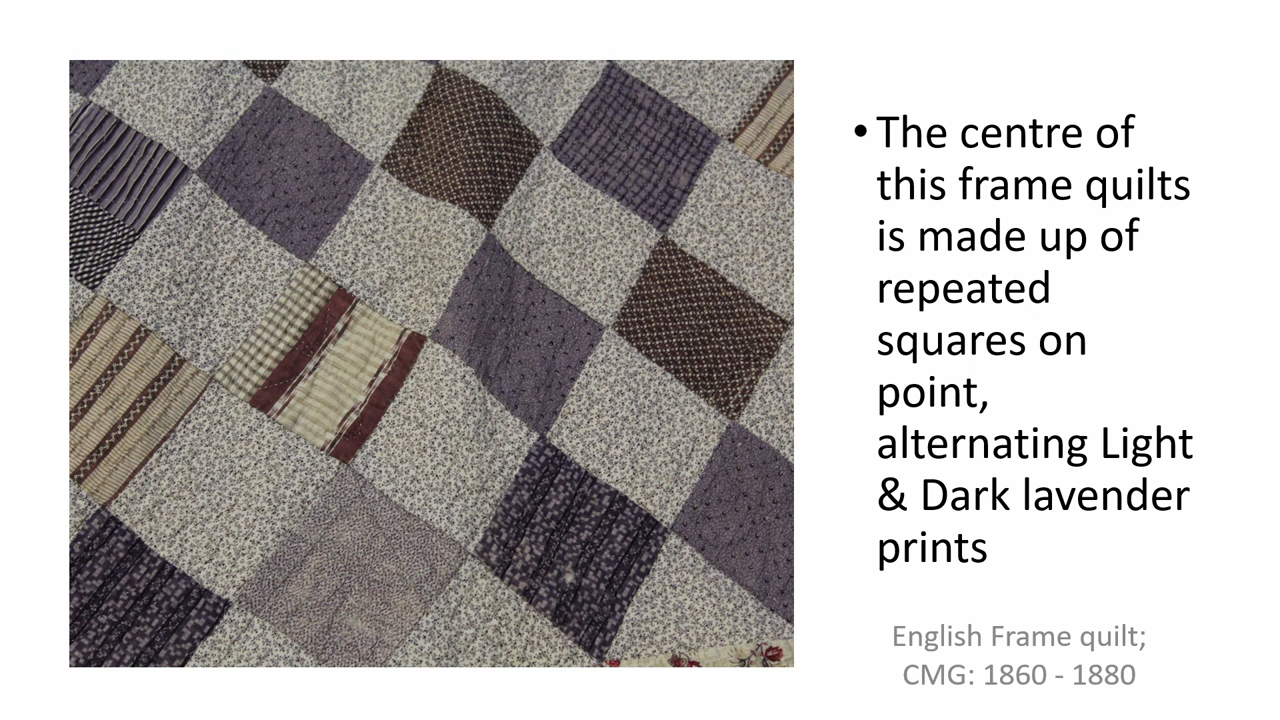 • The centre of
this frame quilts
is made up of
repeated
squares on
point,
alternating Light
& Dark lavender
prints
English Frame quilt;
CMG: 1860 - 1880